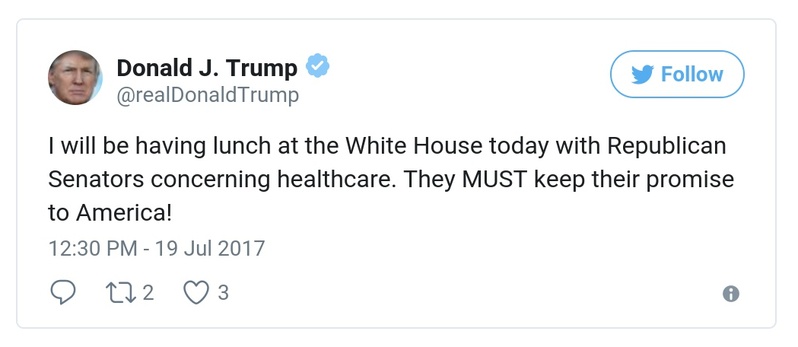 Donald J. Trump
@realDonaldTrump
Follow
I will be having lunch at the White House today with Republican
Senators concerning healthcare. They MUST keep their promise
to America!
12:30 PM - 19 Jul 2017
2 3